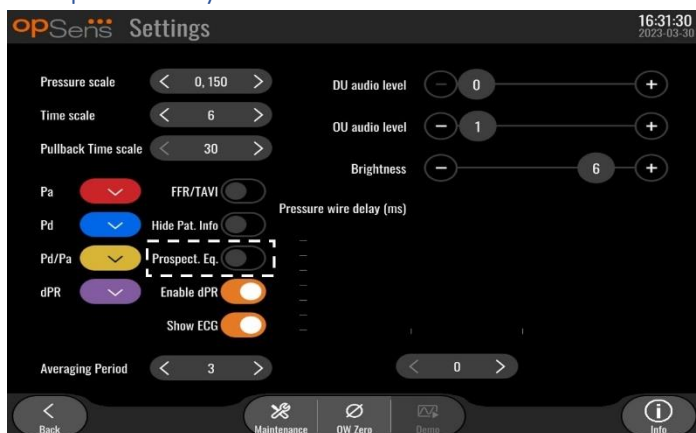 opSens Settings
16:31:30
2023-03-30
Pressure scale 0, 150
Time scale 6
Pullback Time scale 30
DU audio level 0
OU audio level 1
Brightness 6
Pa FFR/TAVI
Pd Hide Pat. Info
Pd/Pa Prospect. Eq.
dPR Enable dPR
Show ECG
Pressure wire delay (ms)
Averaging Period 3
0
Back Maintenance OW Zero Demo Info